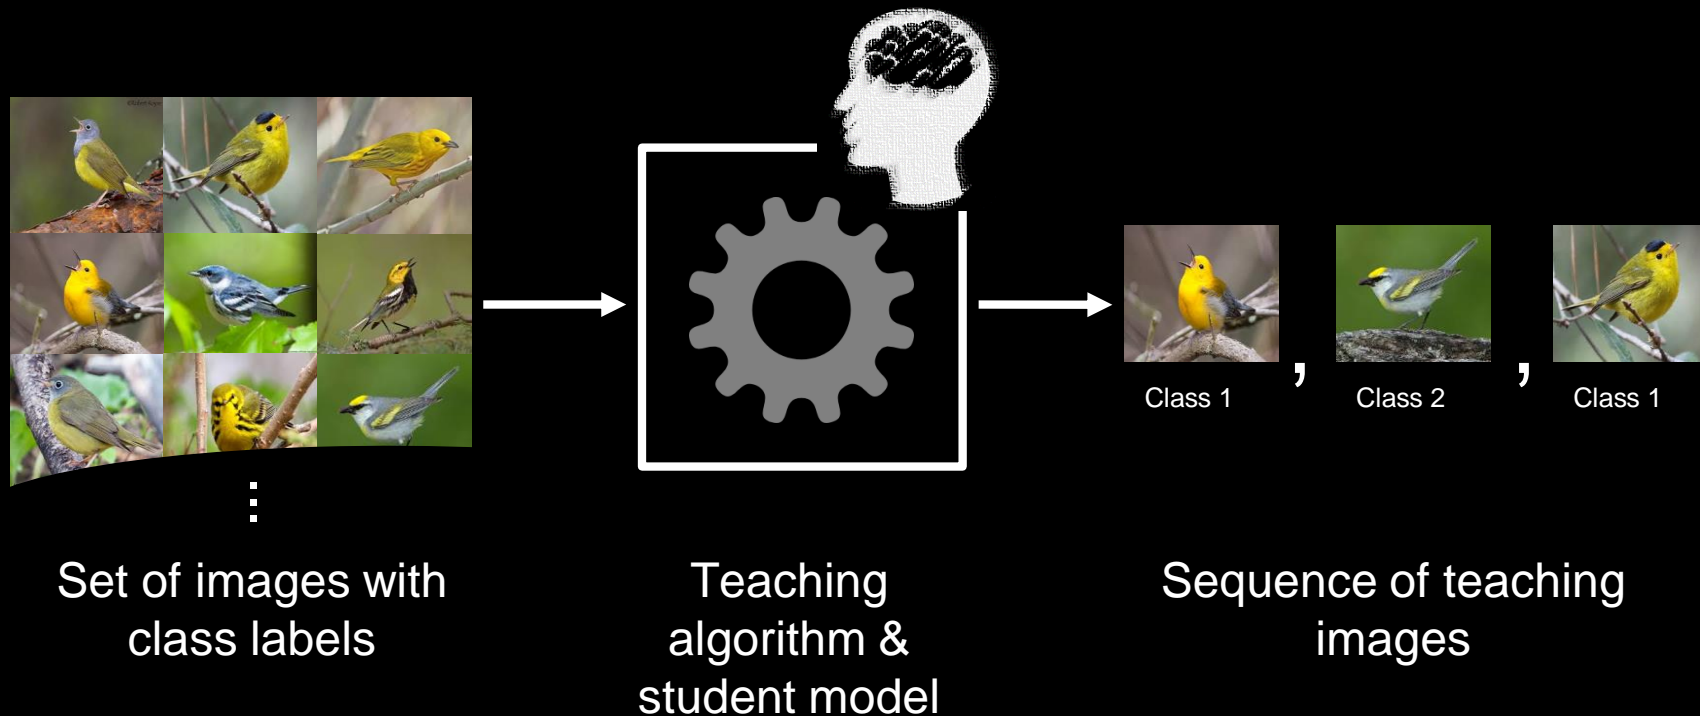 Class 1
,
Class 2
,
Class 1
Set of images with
class labels
Teaching
algorithm &
student model
Sequence of teaching
images